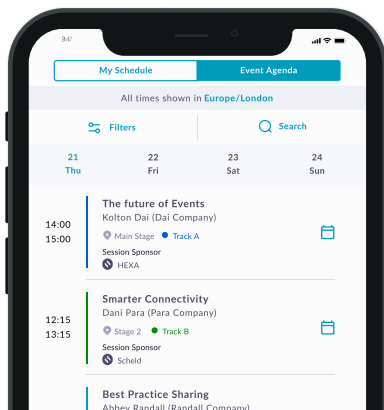 9:41
My Schedule
Event Agenda
All times shown in Europe/London
Filters
Search
21 22 23 24
Thu Fri Sat Sun
The future of Events
Kolton Dai (Dai Company)
14:00
15:00
Main Stage Track A
Session Sponsor
HEXA
Smarter Connectivity
Dani Para (Para Company)
12:15
13:15
Stage 2 Track B
Session Sponsor
Scheld
Best Practice Sharing
Abbey Randall (Randall Company)